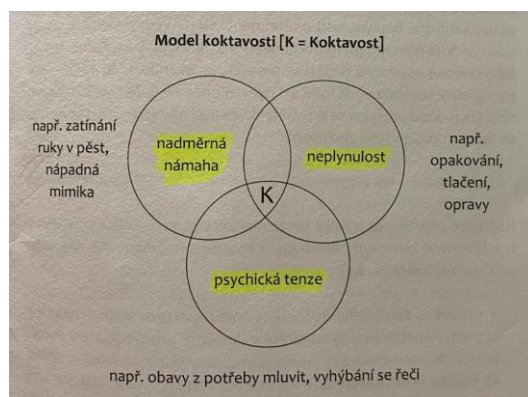 Model koktavosti [K = Koktavost]
např. zatínání
ruky v pěst,
nápadná
mimika
nadměrná
námaha
neplynulost
např.
opakování,
tlačení,
opravy
K
psychická tenze
např. obavy z potřeby mluvit, vyhýbání se řeči